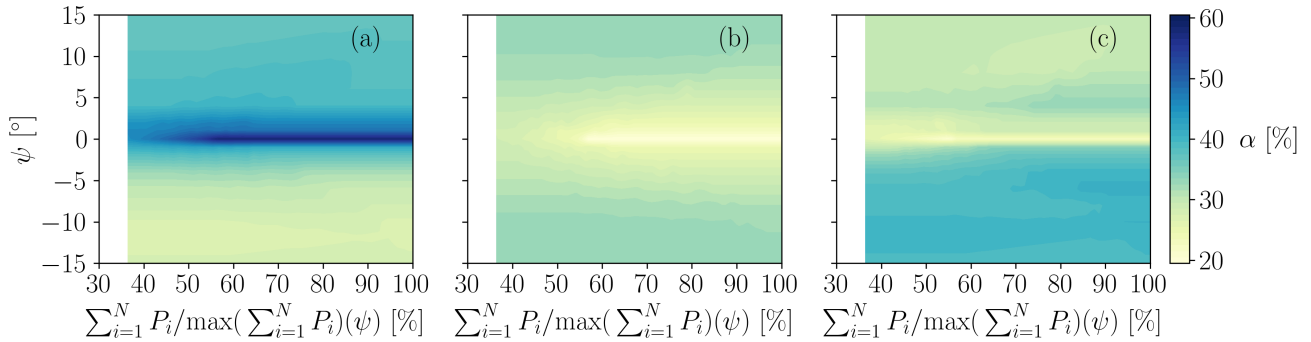 15
10
5
0
−5
−10
−15
ψ [°]
(a)
(b)
(c)
30 40 50 60 70 80 90 100
30 40 50 60 70 80 90 100
30 40 50 60 70 80 90 100
∑_{i=1}^{N} P_i/max(∑_{i=1}^{N} P_i)(ψ) [%]
∑_{i=1}^{N} P_i/max(∑_{i=1}^{N} P_i)(ψ) [%]
∑_{i=1}^{N} P_i/max(∑_{i=1}^{N} P_i)(ψ) [%]
60
50
40
30
20
α [%]